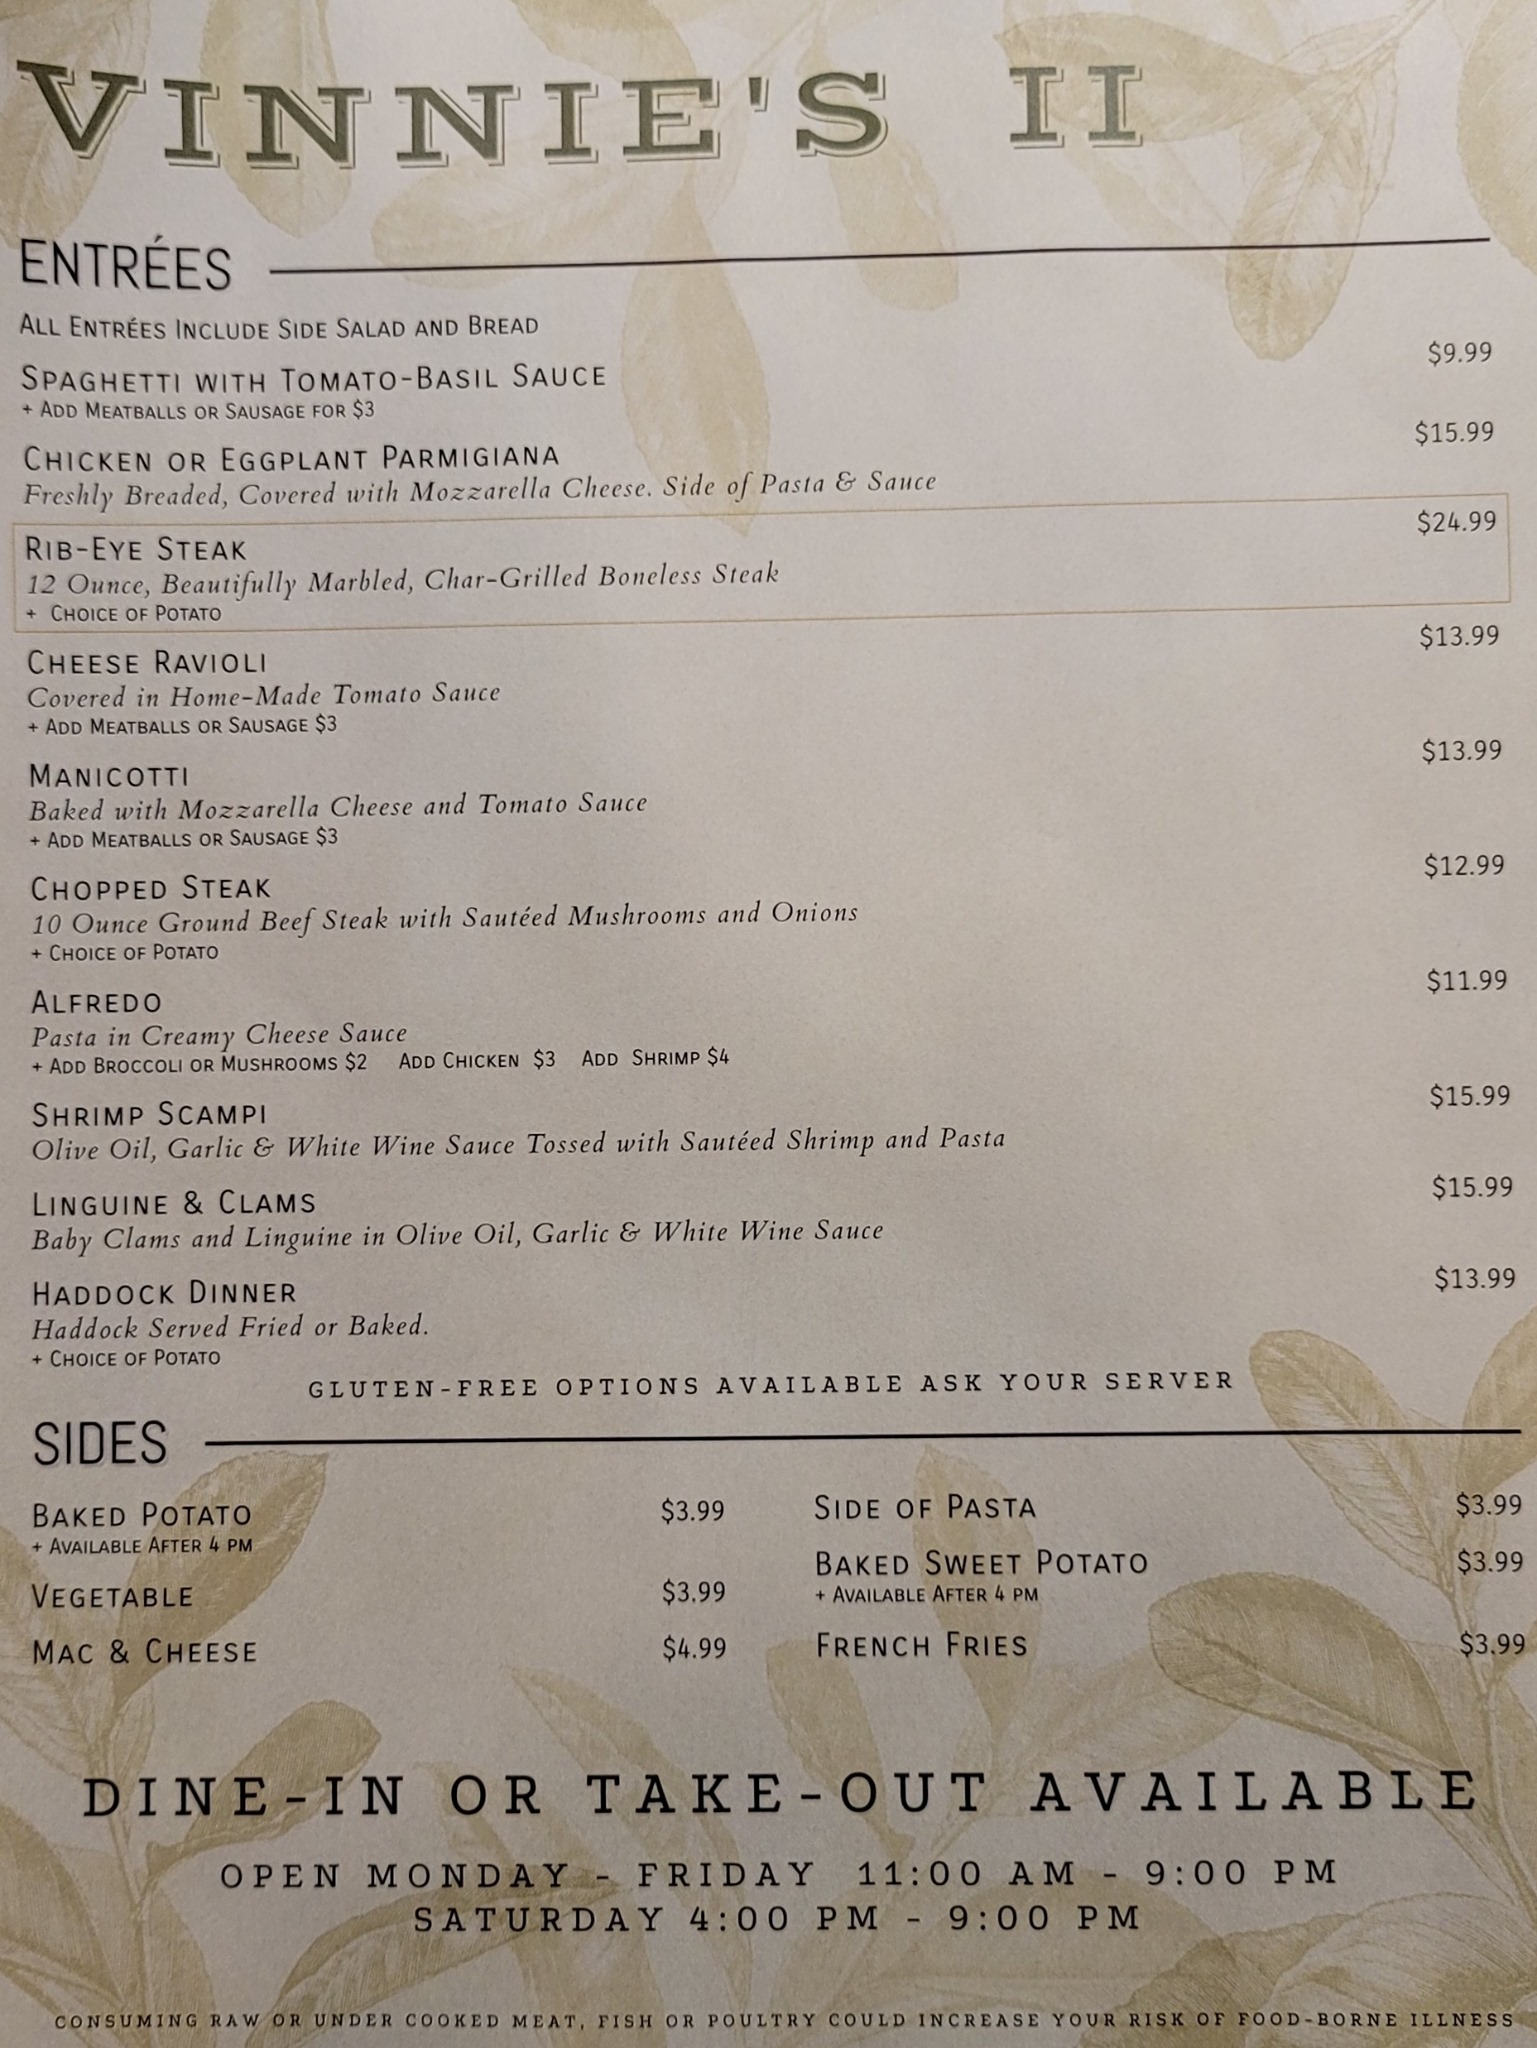 VINNIE'S II
ENTRÉES
ALL ENTRÉES INCLUDE SIDE SALAD AND BREAD
SPAGHETTI WITH TOMATO-BASIL SAUCE $9.99
+ ADD MEATBALLS OR SAUSAGE FOR $3
CHICKEN OR EGGPLANT PARMIGIANA $15.99
Freshly Breaded, Covered with Mozzarella Cheese. Side of Pasta & Sauce
RIB-EYE STEAK $24.99
12 Ounce, Beautifully Marbled, Char-Grilled Boneless Steak
+ CHOICE OF POTATO
CHEESE RAVIOLI $13.99
Covered in Home-Made Tomato Sauce
+ ADD MEATBALLS OR SAUSAGE $3
MANICOTTI $13.99
Baked with Mozzarella Cheese and Tomato Sauce
+ ADD MEATBALLS OR SAUSAGE $3
CHOPPED STEAK $12.99
10 Ounce Ground Beef Steak with Sautéed Mushrooms and Onions
+ CHOICE OF POTATO
ALFREDO $11.99
Pasta in Creamy Cheese Sauce
+ ADD BROCCOLI OR MUSHROOMS $2 ADD CHICKEN $3 ADD SHRIMP $4
SHRIMP SCAMPI $15.99
Olive Oil, Garlic & White Wine Sauce Tossed with Sautéed Shrimp and Pasta
LINGUINE & CLAMS $15.99
Baby Clams and Linguine in Olive Oil, Garlic & White Wine Sauce
HADDOCK DINNER $13.99
Haddock Served Fried or Baked.
+ CHOICE OF POTATO
GLUTEN-FREE OPTIONS AVAILABLE ASK YOUR SERVER
SIDES
BAKED POTATO $3.99
+ AVAILABLE AFTER 4 PM
VEGETABLE $3.99
MAC & CHEESE $4.99
SIDE OF PASTA $3.99
BAKED SWEET POTATO $3.99
+ AVAILABLE AFTER 4 PM
FRENCH FRIES $3.99
DINE-IN OR TAKE-OUT AVAILABLE
OPEN MONDAY - FRIDAY 11:00 AM - 9:00 PM
SATURDAY 4:00 PM - 9:00 PM
CONSUMING RAW OR UNDER COOKED MEAT, FISH OR POULTRY COULD INCREASE YOUR RISK OF FOOD-BORNE ILLNESS